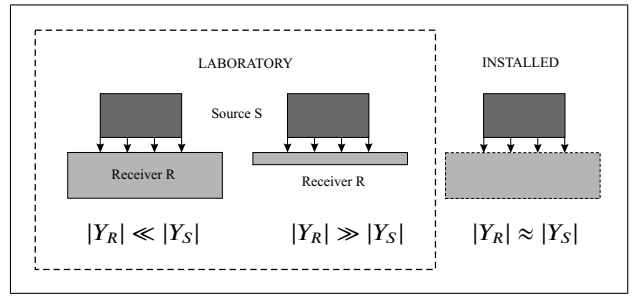 LABORATORY
INSTALLED
Source S
Receiver R
Receiver R
|Y_R| ≪ |Y_S|
|Y_R| ≫ |Y_S|
|Y_R| ≈ |Y_S|